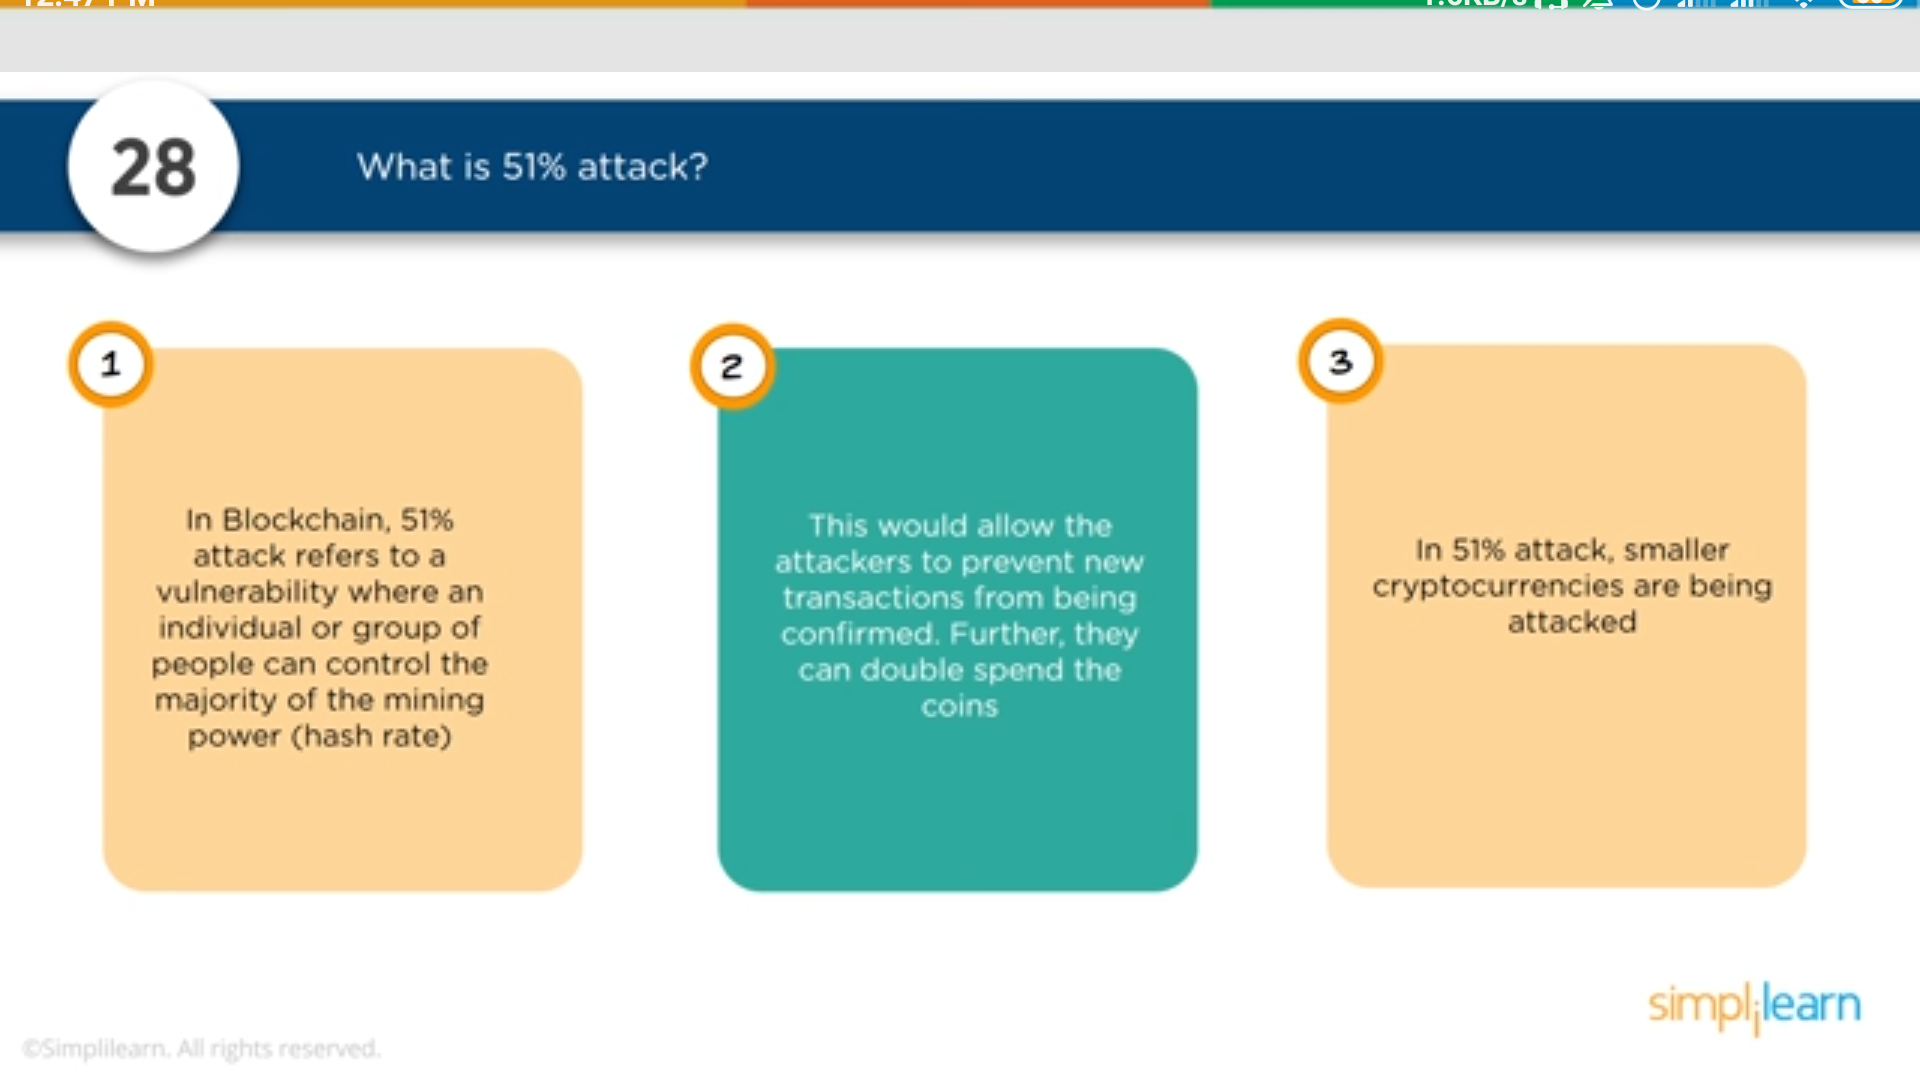 28
What is 51% attack?
1
In Blockchain, 51%
attack refers to a
vulnerability where an
individual or group of
people can control the
majority of the mining
power (hash rate)
2
This would allow the
attackers to prevent new
transactions from being
confirmed. Further, they
can double spend the
coins
3
In 51% attack, smaller
cryptocurrencies are being
attacked
simplilearn
©Simplilearn. All rights reserved.